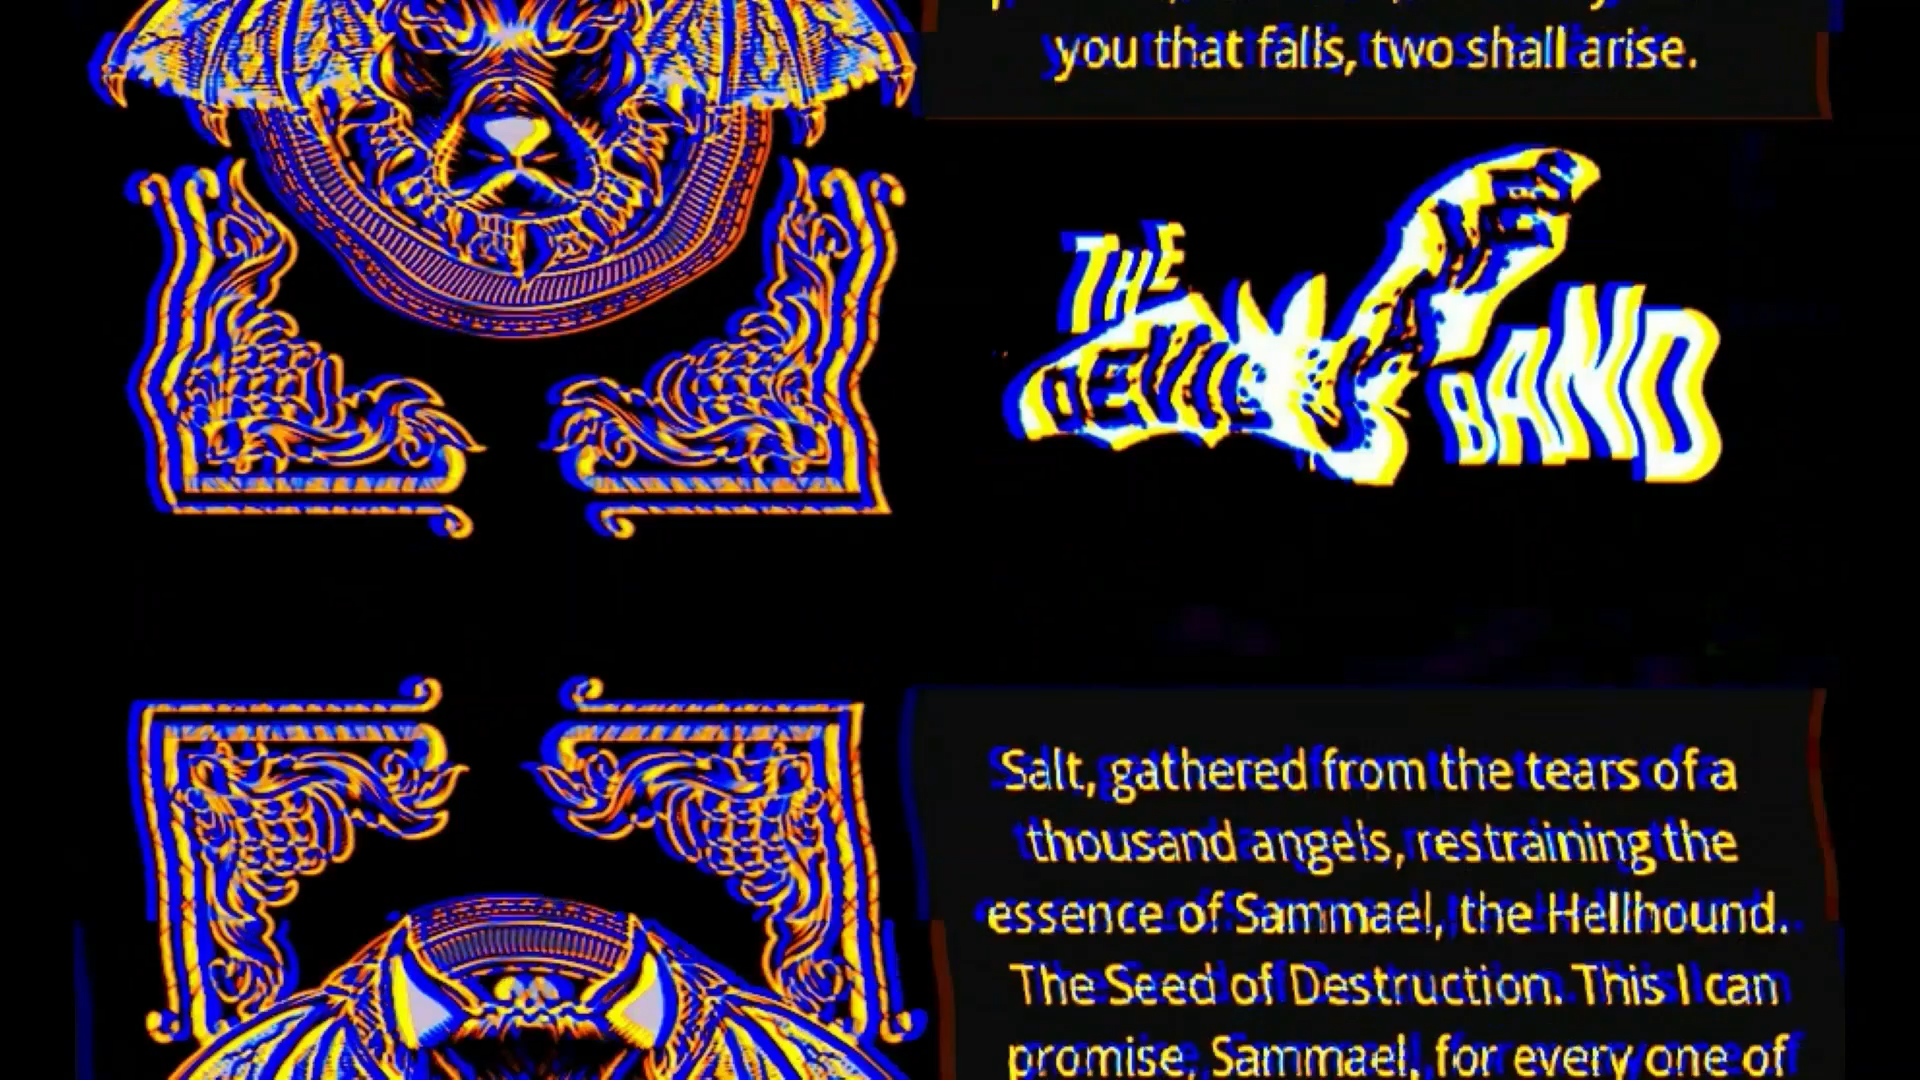 you that falls, two shall arise.
THE
BAND
Salt, gathered from the tears of a
thousand angels, restraining the
essence of Sammael, the Hellhound.
The Seed of Destruction. This I can
promise, Sammael, for every one of